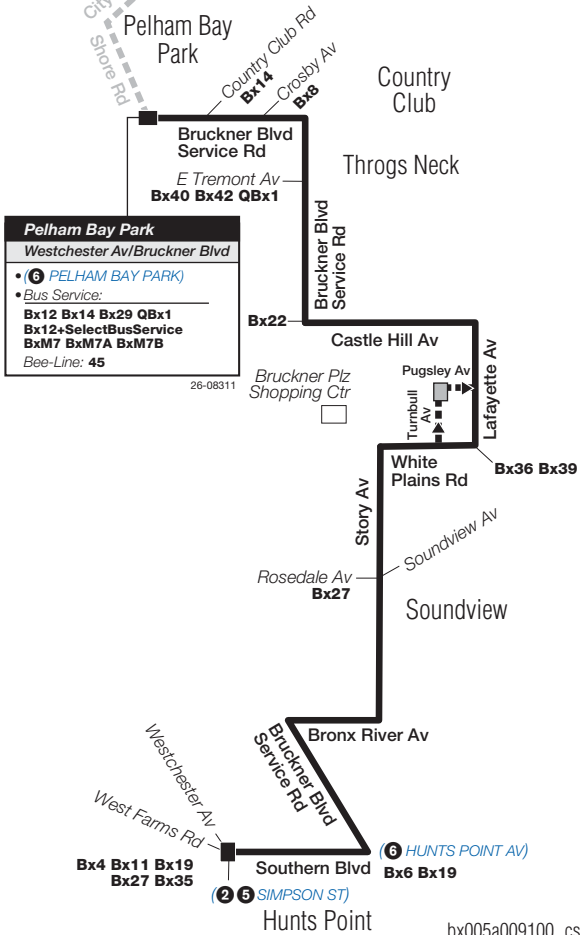 City
Shore Rd
Pelham Bay
Park
Country Club Rd
Bx14
Crosby Av
Bx8
Country
Club
Bruckner Blvd
Service Rd
Throgs Neck
E Tremont Av
Bx40 Bx42 QBx1
Pelham Bay Park
Westchester Av/Bruckner Blvd
• (6 PELHAM BAY PARK)
• Bus Service:
Bx12 Bx14 Bx29 QBx1
Bx12+SelectBusService
BxM7 BxM7A BxM7B
Bee-Line: 45
26-08311
Bruckner Blvd
Service Rd
Bx22
Castle Hill Av
Bruckner Plz
Shopping Ctr
Pugsley Av
Turnbull
Av
Lafayette Av
White
Plains Rd
Bx36 Bx39
Story Av
Soundview Av
Rosedale Av
Bx27
Soundview
Bronx River Av
Bruckner Blvd
Service Rd
Westchester Av
West Farms Rd
Bx4 Bx11 Bx19
Bx27 Bx35
Southern Blvd
(6 HUNTS POINT AV)
Bx6 Bx19
(2 5 SIMPSON ST)
Hunts Point
bx005a009100_cs